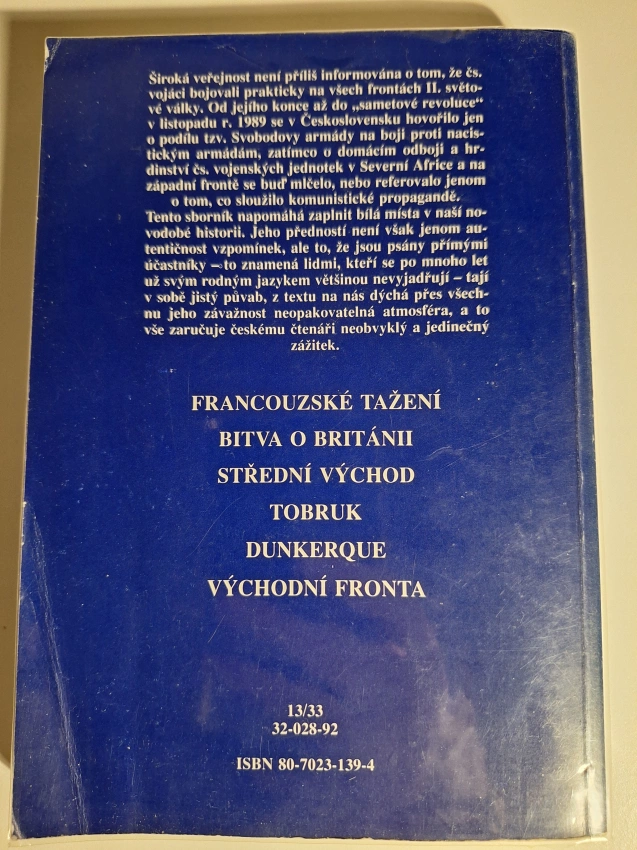 Široká veřejnost není příliš informována o tom, že čs.
vojáci bojovali prakticky na všech frontách II. světo-
vé války. Od jejího konce až do „sametové revoluce“
v listopadu r. 1989 se v Československu hovořilo jen
o podílu tzv. Svobodovy armády na boji proti nacis-
tickým armádám, zatímco o domácím odboji a hr-
dinství čs. vojenských jednotek v Severní Africe a na
západní frontě se buď mlčelo, nebo referovalo jenom
o tom, co sloužilo komunistické propagandě.
Tento sborník napomáhá zaplnit bílá místa v naší no-
vodobé historii. Jeho předností není však jenom au-
tentičnost vzpomínek, ale to, že jsou psány přímými
účastníky – to znamená lidmi, kteří se po mnoho let
už svým rodným jazykem většinou nevyjadřují – tají
v sobě jistý půvab, z textu na nás dýchá přes všech-
nu jeho závažnost neopakovatelná atmosféra, a to
vše zaručuje českému čtenáři neobvyklý a jedinečný
zážitek.
FRANCOUZSKÉ TAŽENÍ
BITVA O BRITÁNII
STŘEDNÍ VÝCHOD
TOBRUK
DUNKERQUE
VÝCHODNÍ FRONTA
13/33
32-028-92
ISBN 80-7023-139-4